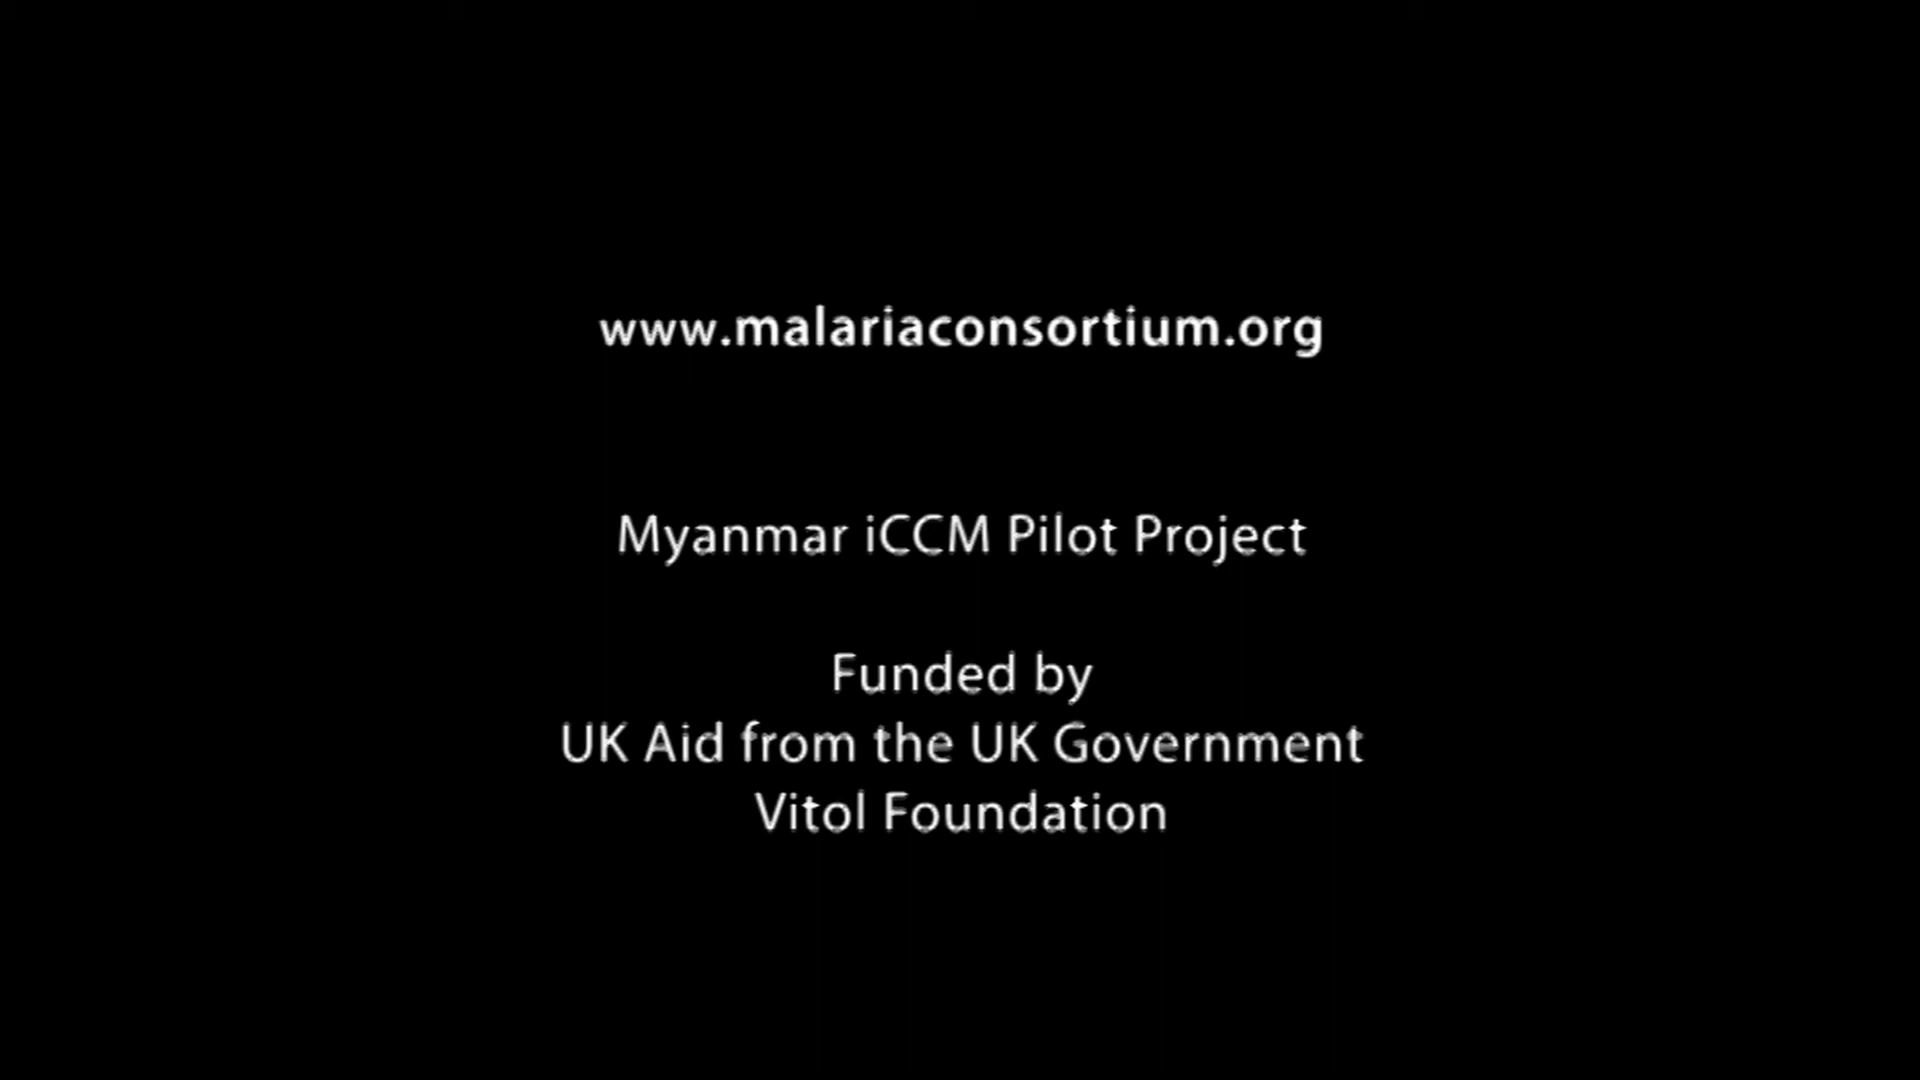 www.malariaconsortium.org
Myanmar iCCM Pilot Project
Funded by
UK Aid from the UK Government
Vitol Foundation